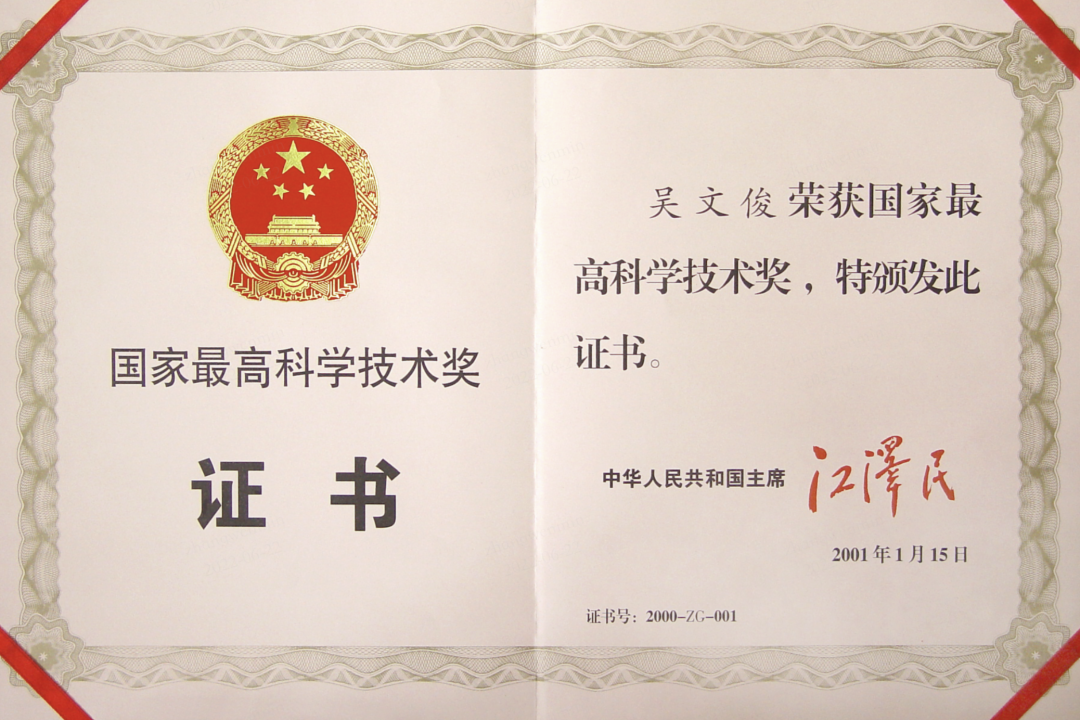 国家最高科学技术奖
证书
吴文俊荣获国家最
高科学技术奖，特颁发此
证书。
中华人民共和国主席 江澤民
2001年1月15日
证书号：2000-ZG-001